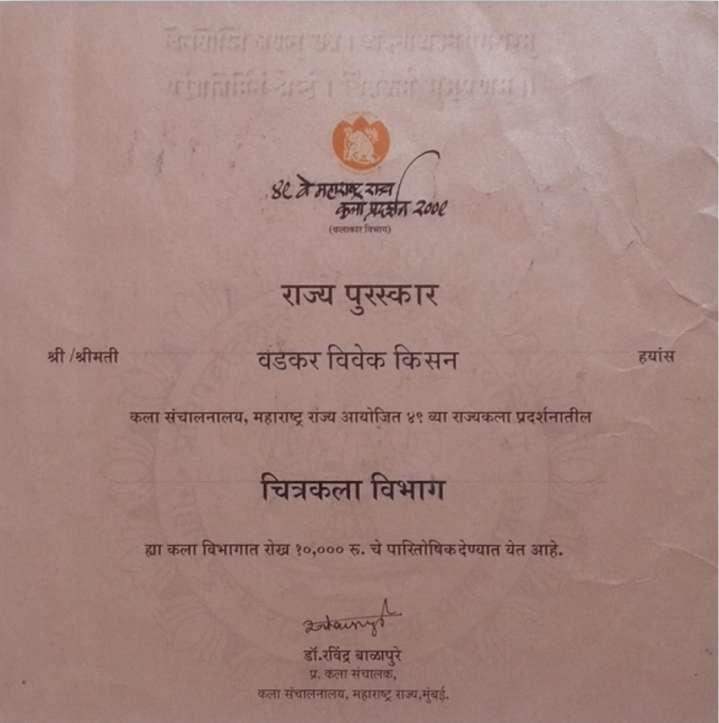 ४९ वे महाराष्ट्र राज्य
कला प्रदर्शन २००९
(कलाकार विभाग)
राज्य पुरस्कार
श्री /श्रीमती वडकर विवेक किसन हयांस
कला संचालनालय, महाराष्ट्र राज्य आयोजित ४९ व्या राज्यकला प्रदर्शनातील
चित्रकला विभाग
ह्या कला विभागात रोख १०,००० रू. चे पारितोषिक देण्यात येत आहे.
डॉ.रविंद्र बाळापुरे
प्र. कला संचालक,
कला संचालनालय, महाराष्ट्र राज्य,मुंबई.